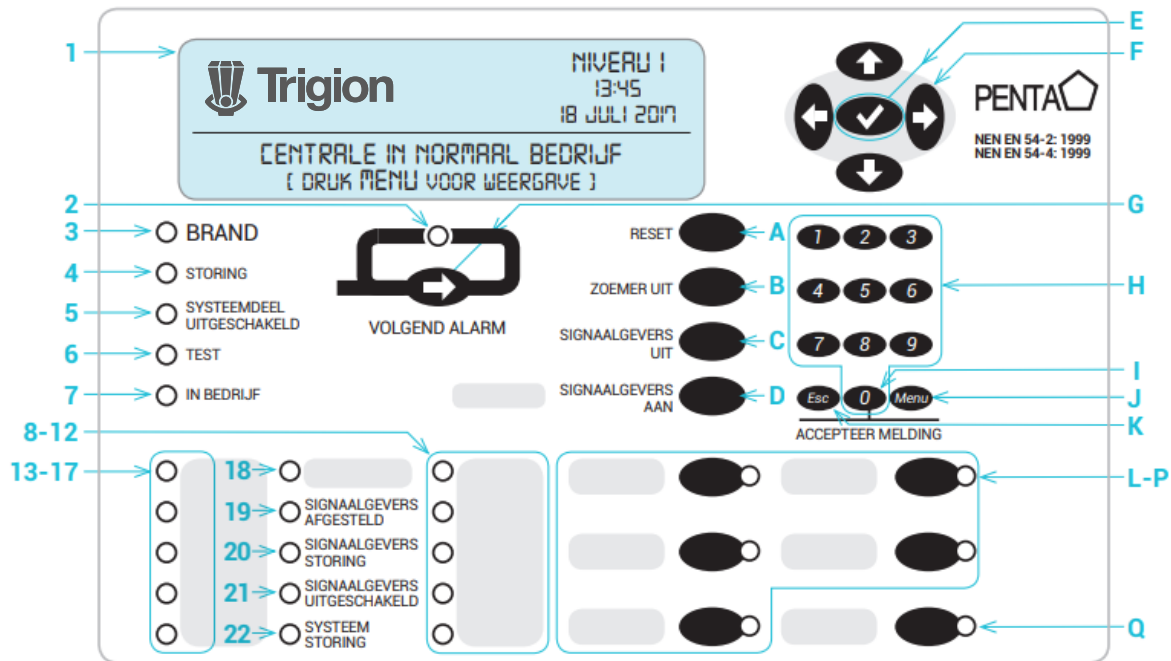 1
Trigion
NIVEAU 1
13:45
18 JULI 2017
CENTRALE IN NORMAAL BEDRIJF
[ DRUK MENU VOOR WEERGAVE ]
E
F
PENTA
NEN EN 54-2: 1999
NEN EN 54-4: 1999
2
G
3
BRAND
4
STORING
5
SYSTEEMDEEL
UITGESCHAKELD
6
TEST
7
IN BEDRIJF
VOLGEND ALARM
RESET
A
ZOEMER UIT
B
SIGNAALGEVERS
UIT
C
SIGNAALGEVERS
AAN
D
1 2 3
4 5 6
7 8 9
Esc 0 Menu
ACCEPTEER MELDING
H
I
J
K
8-12
13-17
18
19
SIGNAALGEVERS
AFGESTELD
20
SIGNAALGEVERS
STORING
21
SIGNAALGEVERS
UITGESCHAKELD
22
SYSTEEM
STORING
L-P
Q